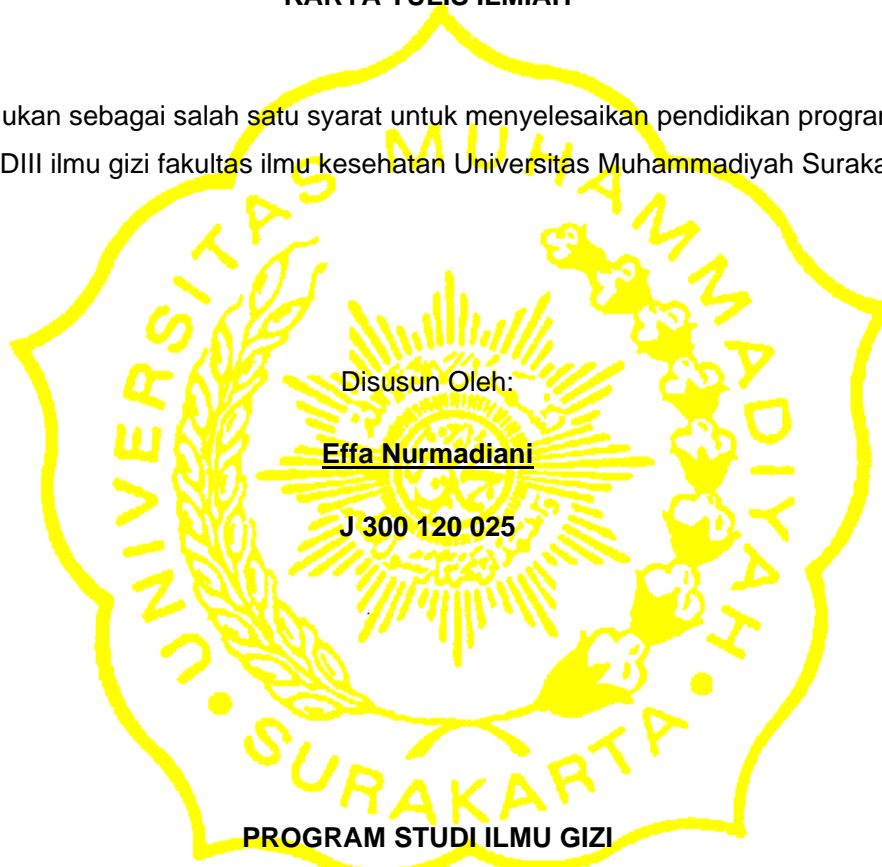 KARYA TULIS ILMIAH
ukan sebagai salah satu syarat untuk menyelesaikan pendidikan progra
DIII ilmu gizi fakultas ilmu kesehatan Universitas Muhammadiyah Suraka
UNIVERSITAS MUHAMMADIYAH
SURAKARTA
Disusun Oleh:
Effa Nurmadiani
J 300 120 025
PROGRAM STUDI ILMU GIZI